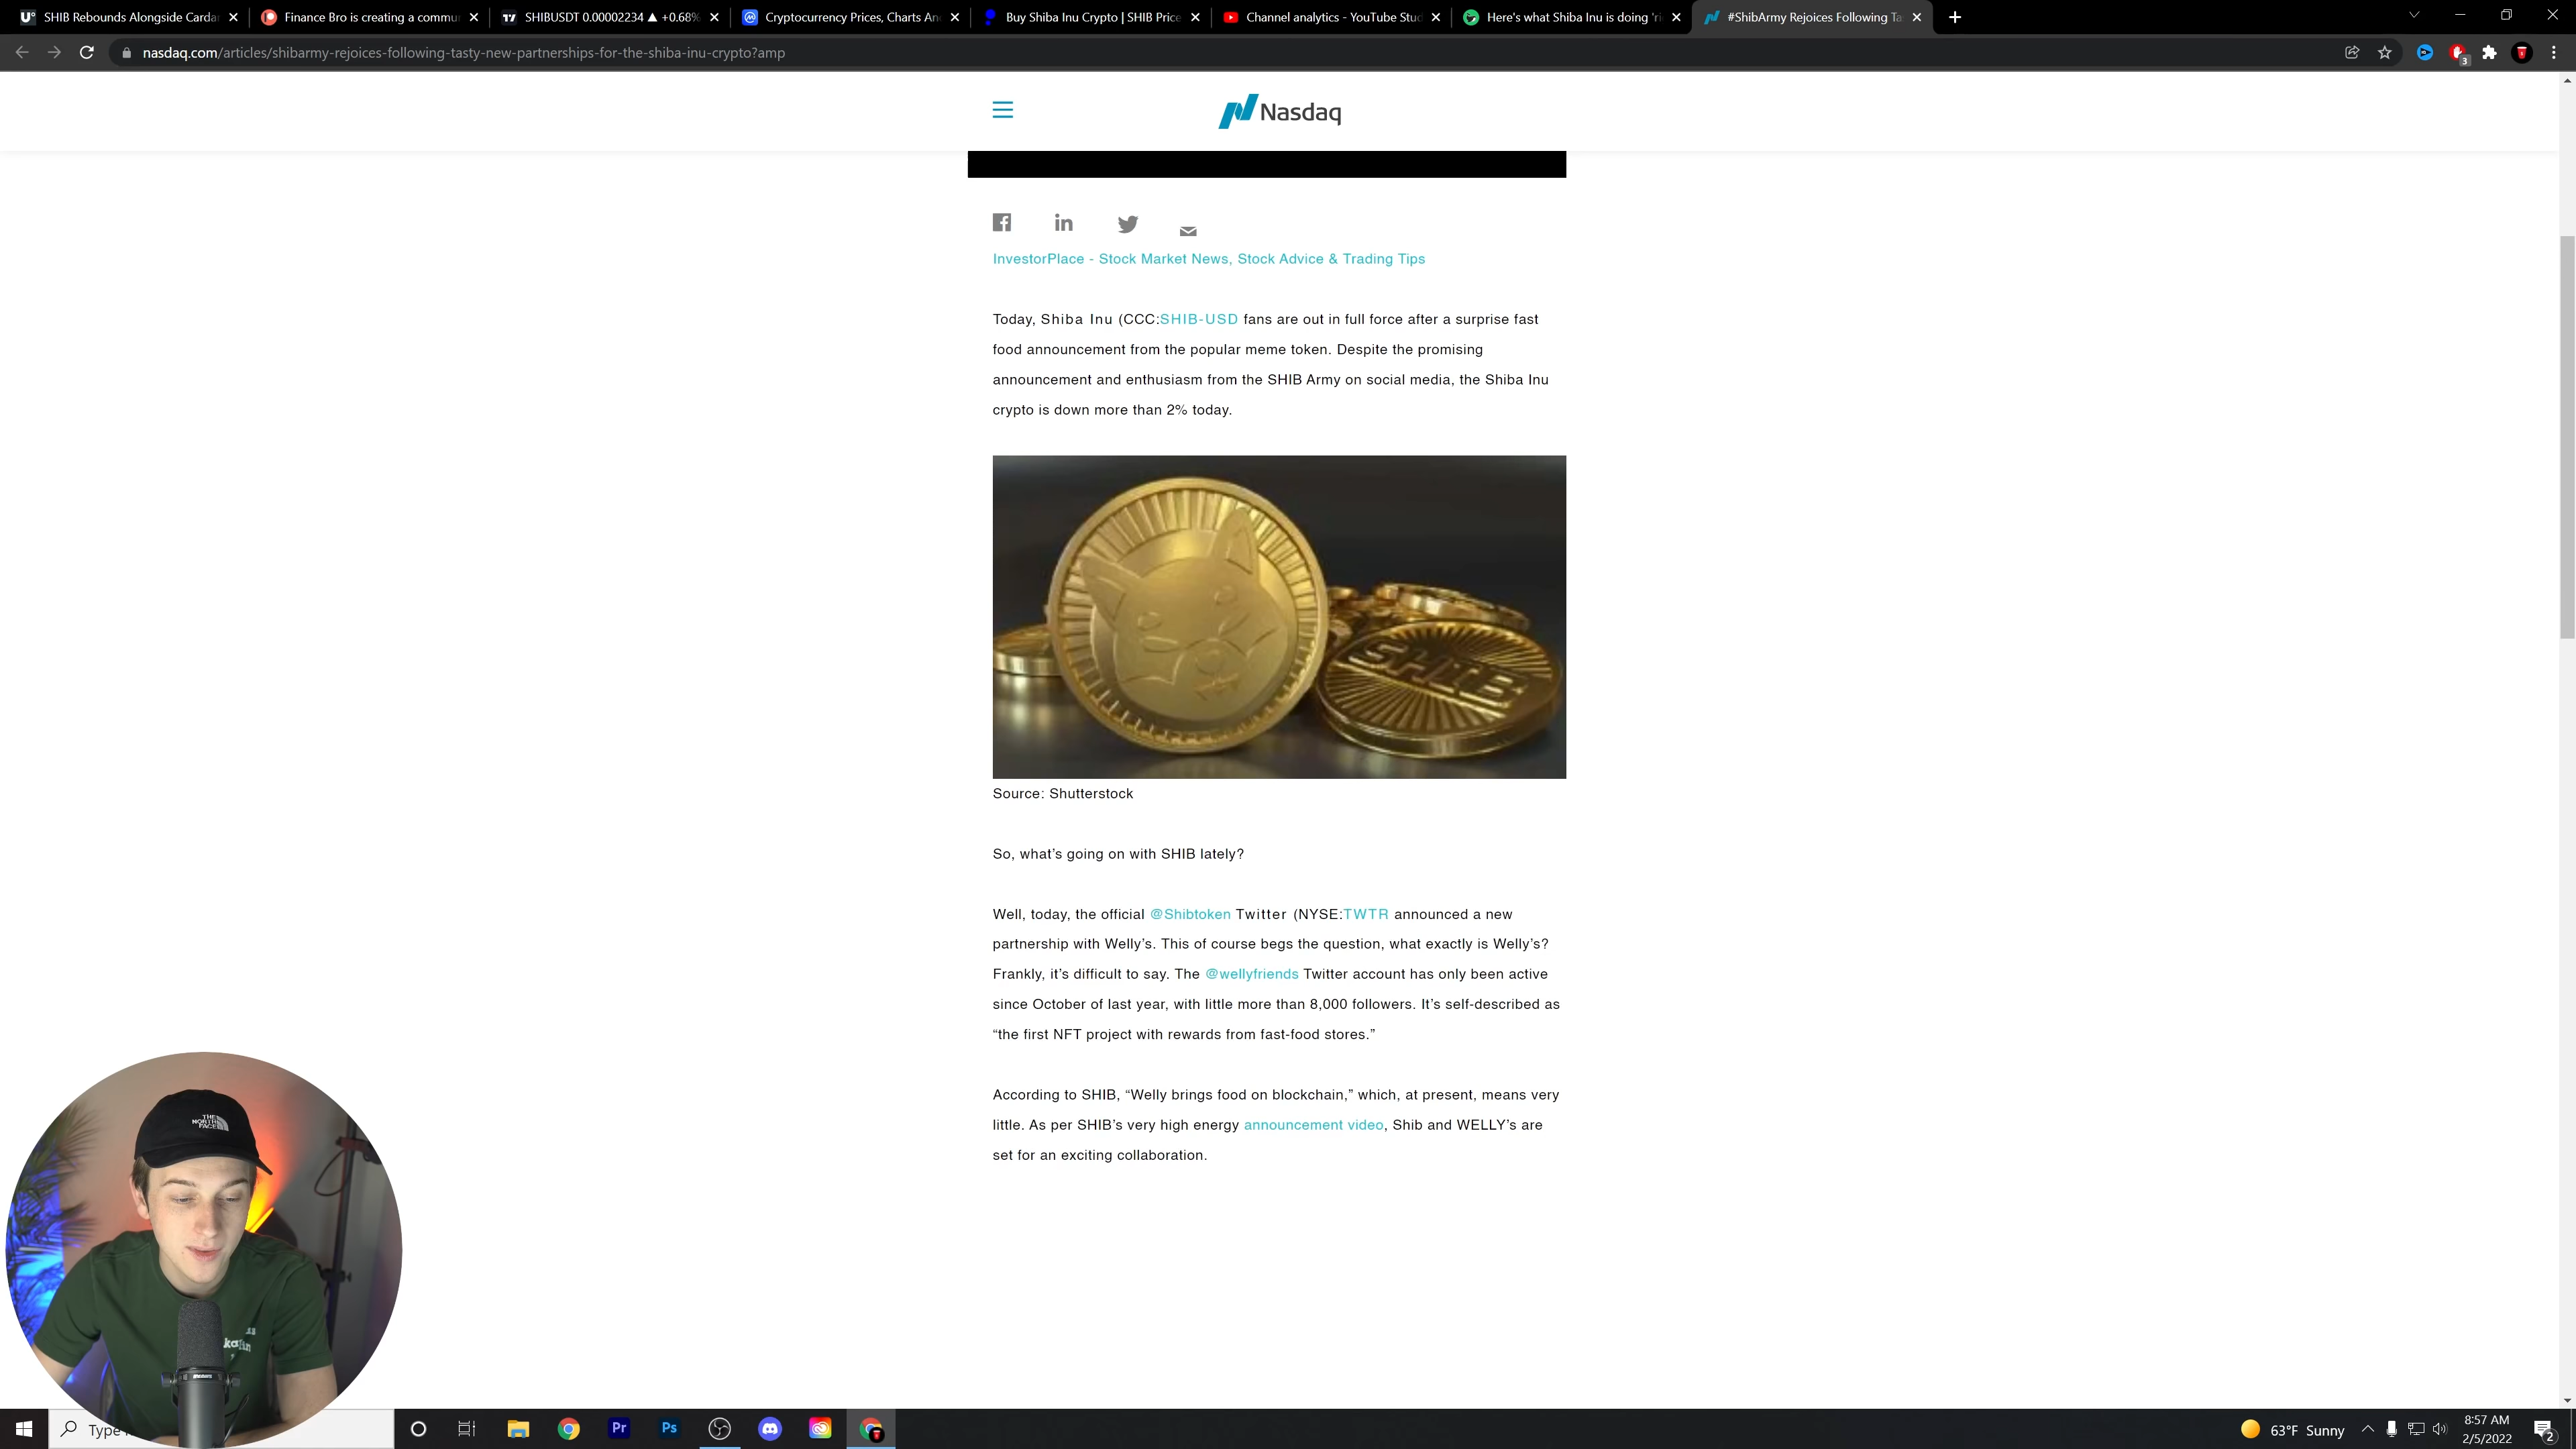 SHIB Rebounds Alongside Cardar
Finance Bro is creating a commu
SHIBUSDT 0.00002234 ▲ +0.68%
Cryptocurrency Prices, Charts An
Buy Shiba Inu Crypto | SHIB Price
Channel analytics - YouTube Stud
Here's what Shiba Inu is doing 'ri
#ShibArmy Rejoices Following Ta
nasdaq.com/articles/shibarmy-rejoices-following-tasty-new-partnerships-for-the-shiba-inu-crypto?amp
3
Nasdaq
InvestorPlace - Stock Market News, Stock Advice & Trading Tips
Today, Shiba Inu (CCC:SHIB-USD fans are out in full force after a surprise fast
food announcement from the popular meme token. Despite the promising
announcement and enthusiasm from the SHIB Army on social media, the Shiba Inu
crypto is down more than 2% today.
SHIB
Source: Shutterstock
So, what's going on with SHIB lately?
Well, today, the official @Shibtoken Twitter (NYSE:TWTR announced a new
partnership with Welly's. This of course begs the question, what exactly is Welly's?
Frankly, it's difficult to say. The @wellyfriends Twitter account has only been active
since October of last year, with little more than 8,000 followers. It's self-described as
“the first NFT project with rewards from fast-food stores.”
According to SHIB, “Welly brings food on blockchain,” which, at present, means very
little. As per SHIB's very high energy announcement video, Shib and WELLY's are
set for an exciting collaboration.
THE
NORTH
FACE
Type
Pr
Ps
63°F Sunny
8:57 AM
2/5/2022
2